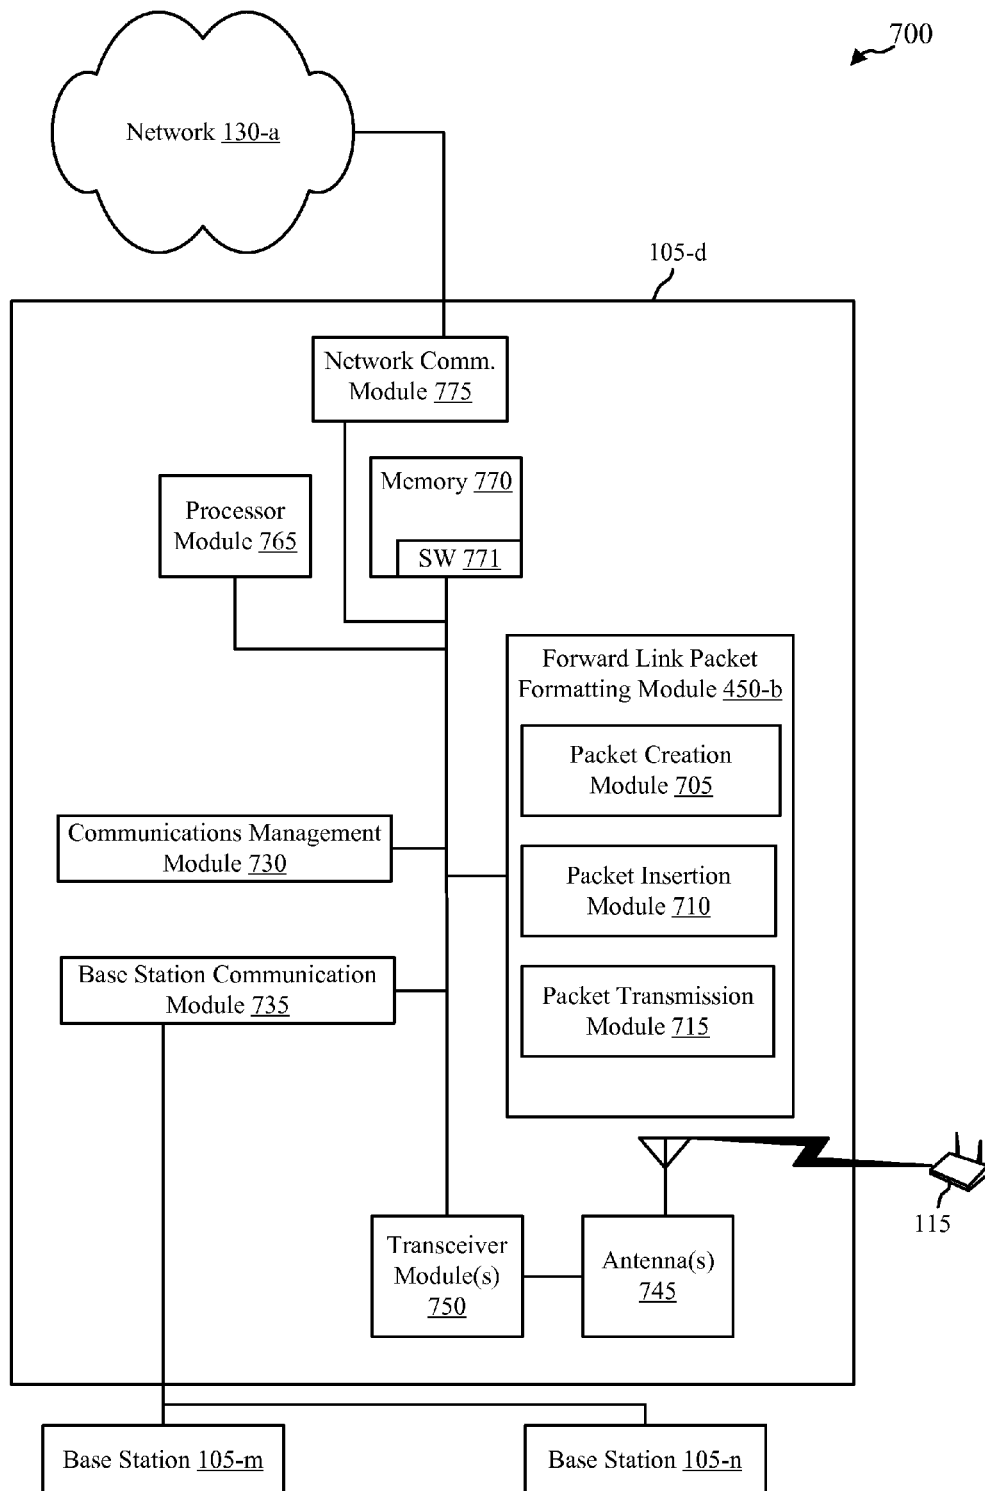 700
Network 130-a
105-d
Network Comm.
Module 775
Memory 770
SW 771
Processor
Module 765
Forward Link Packet
Formatting Module 450-b
Packet Creation
Module 705
Communications Management
Module 730
Packet Insertion
Module 710
Base Station Communication
Module 735
Packet Transmission
Module 715
115
Transceiver
Module(s)
750
Antenna(s)
745
Base Station 105-m
Base Station 105-n